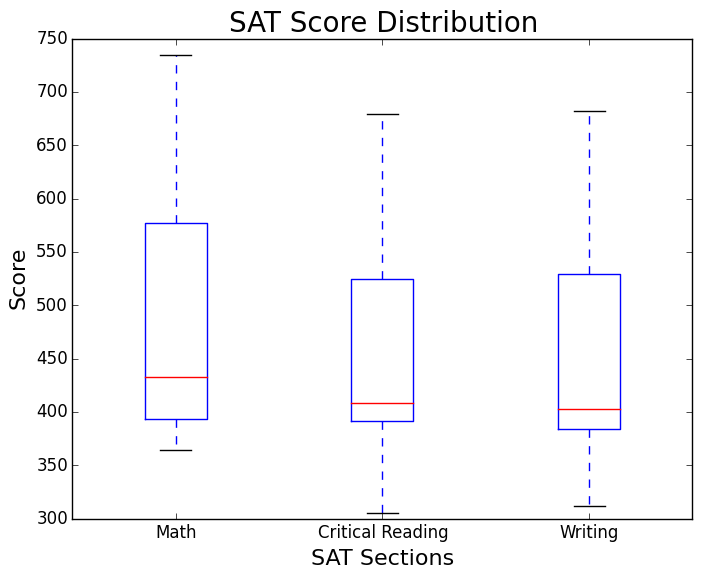 SAT Score Distribution
750
700
650
600
550
500
450
400
350
300
Score
Math Critical Reading Writing
SAT Sections